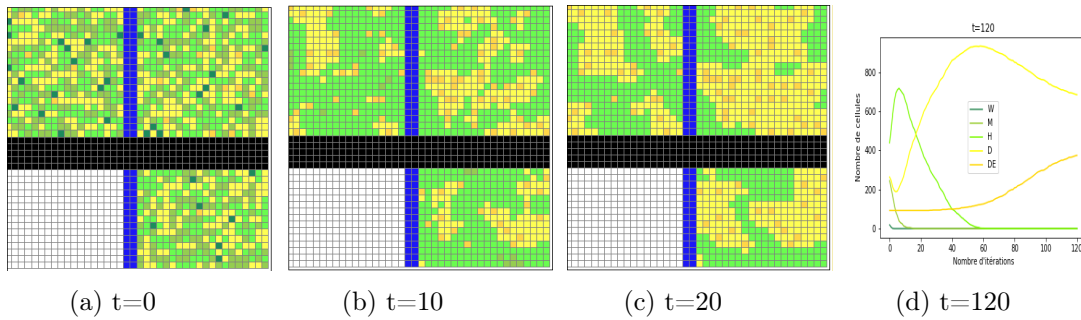 t=120
Nombre de cellules
800
600
400
200
0
W
M
H
D
DE
0
20
40
60
80
100
120
Nombre d'itérations
(a) t=0
(b) t=10
(c) t=20
(d) t=120